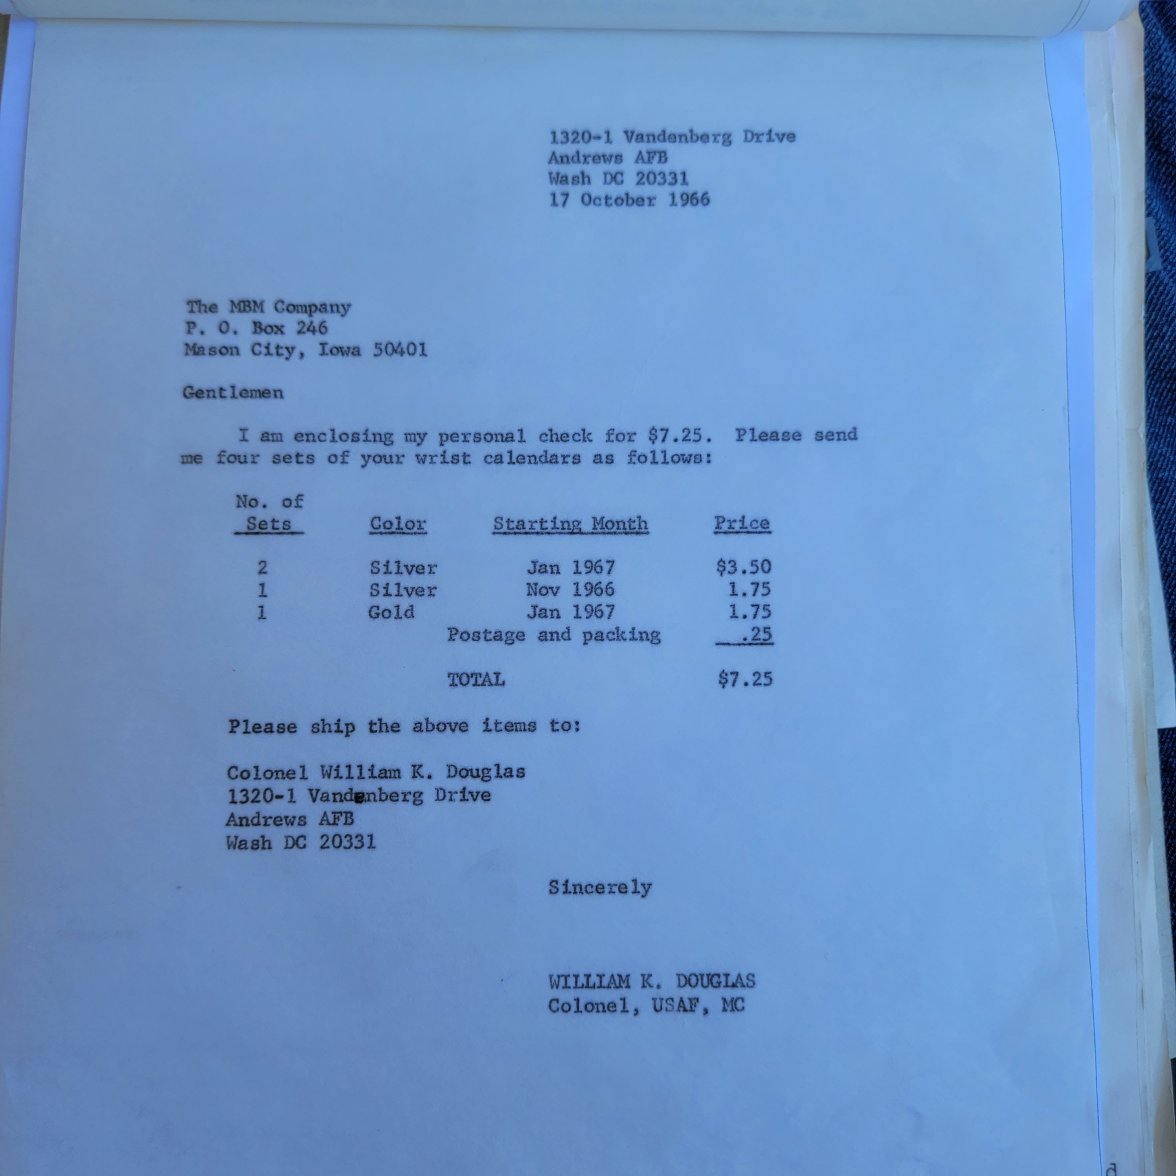 1320-1 Vandenberg Drive
Andrews AFB
Wash DC 20331
17 October 1966
The MBM Company
P. O. Box 246
Mason City, Iowa 50401
Gentlemen
I am enclosing my personal check for $7.25. Please send
me four sets of your wrist calendars as follows:
No. of
Sets Color Starting Month Price
2 Silver Jan 1967 $3.50
1 Silver Nov 1966 1.75
1 Gold Jan 1967 1.75
Postage and packing .25
TOTAL $7.25
Please ship the above items to:
Colonel William K. Douglas
1320-1 Vandenberg Drive
Andrews AFB
Wash DC 20331
Sincerely
WILLIAM K. DOUGLAS
Colonel, USAF, MC
d